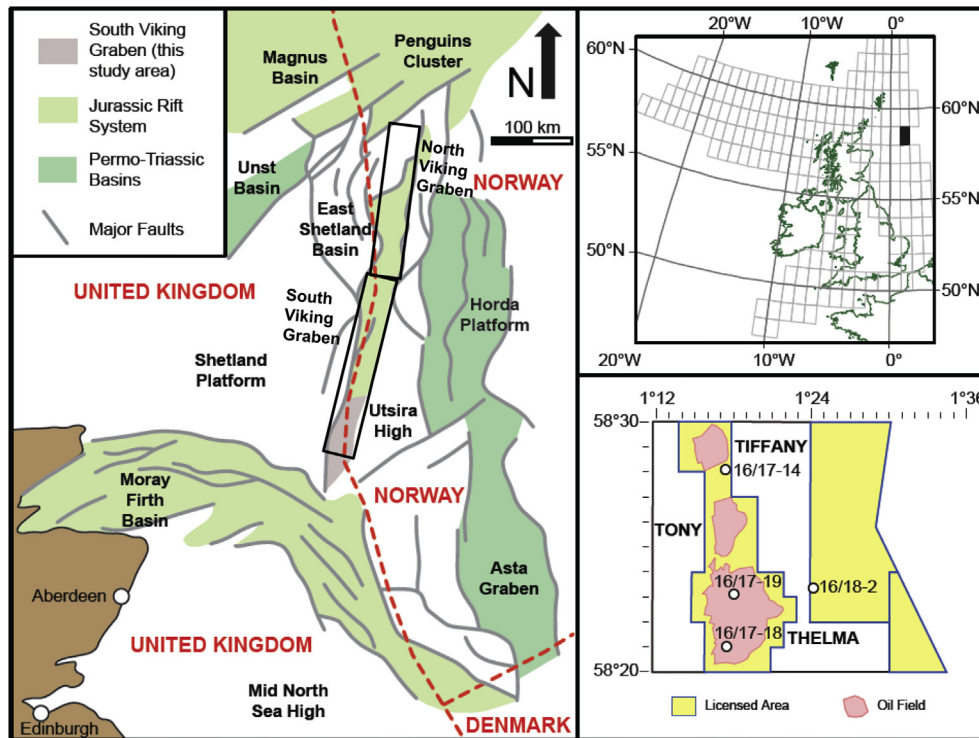 South Viking
Graben (this
study area)
Jurassic Rift
System
Permo-Triassic
Basins
Major Faults
Magnus
Basin
Penguins
Cluster
N
100 km
Unst
Basin
North
Viking
Graben
NORWAY
East
Shetland
Basin
UNITED KINGDOM
South
Viking
Graben
Horda
Platform
Shetland
Platform
Utsira
High
Moray
Firth
Basin
NORWAY
Asta
Graben
Aberdeen
UNITED KINGDOM
Mid North
Sea High
Edinburgh
DENMARK
20°W
10°W
0°
60°N
60°N
55°N
55°N
50°N
50°N
20°W
10°W
0°
1°12
1°24
1°36
58°30
TIFFANY
16/17-14
TONY
16/17-19
16/18-2
16/17-18
THELMA
58°20
Licensed Area
Oil Field